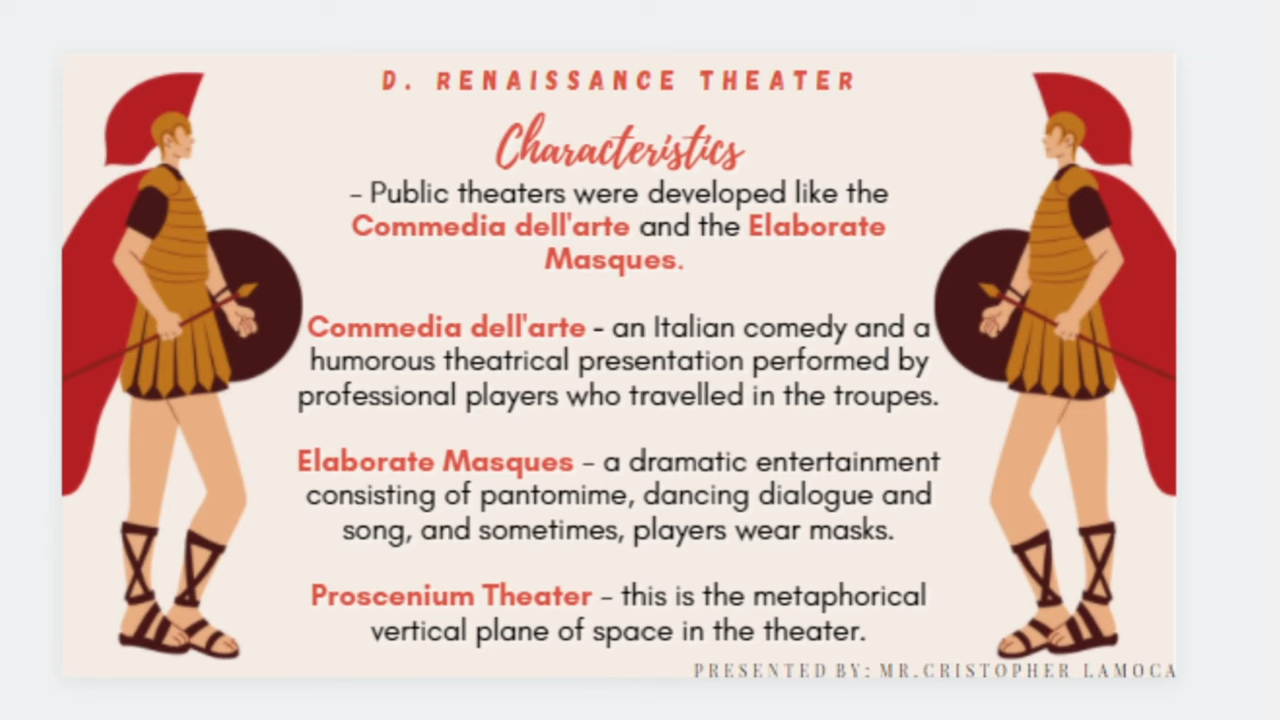 D. RENAISSANCE THEATER
Characteristics
- Public theaters were developed like the
Commedia dell'arte and the Elaborate
Masques.
Commedia dell'arte - an Italian comedy and a
humorous theatrical presentation performed by
professional players who travelled in the troupes.
Elaborate Masques - a dramatic entertainment
consisting of pantomime, dancing dialogue and
song, and sometimes, players wear masks.
Proscenium Theater - this is the metaphorical
vertical plane of space in the theater.
PRESENTED BY: MR.CRISTOPHER LAMOCA